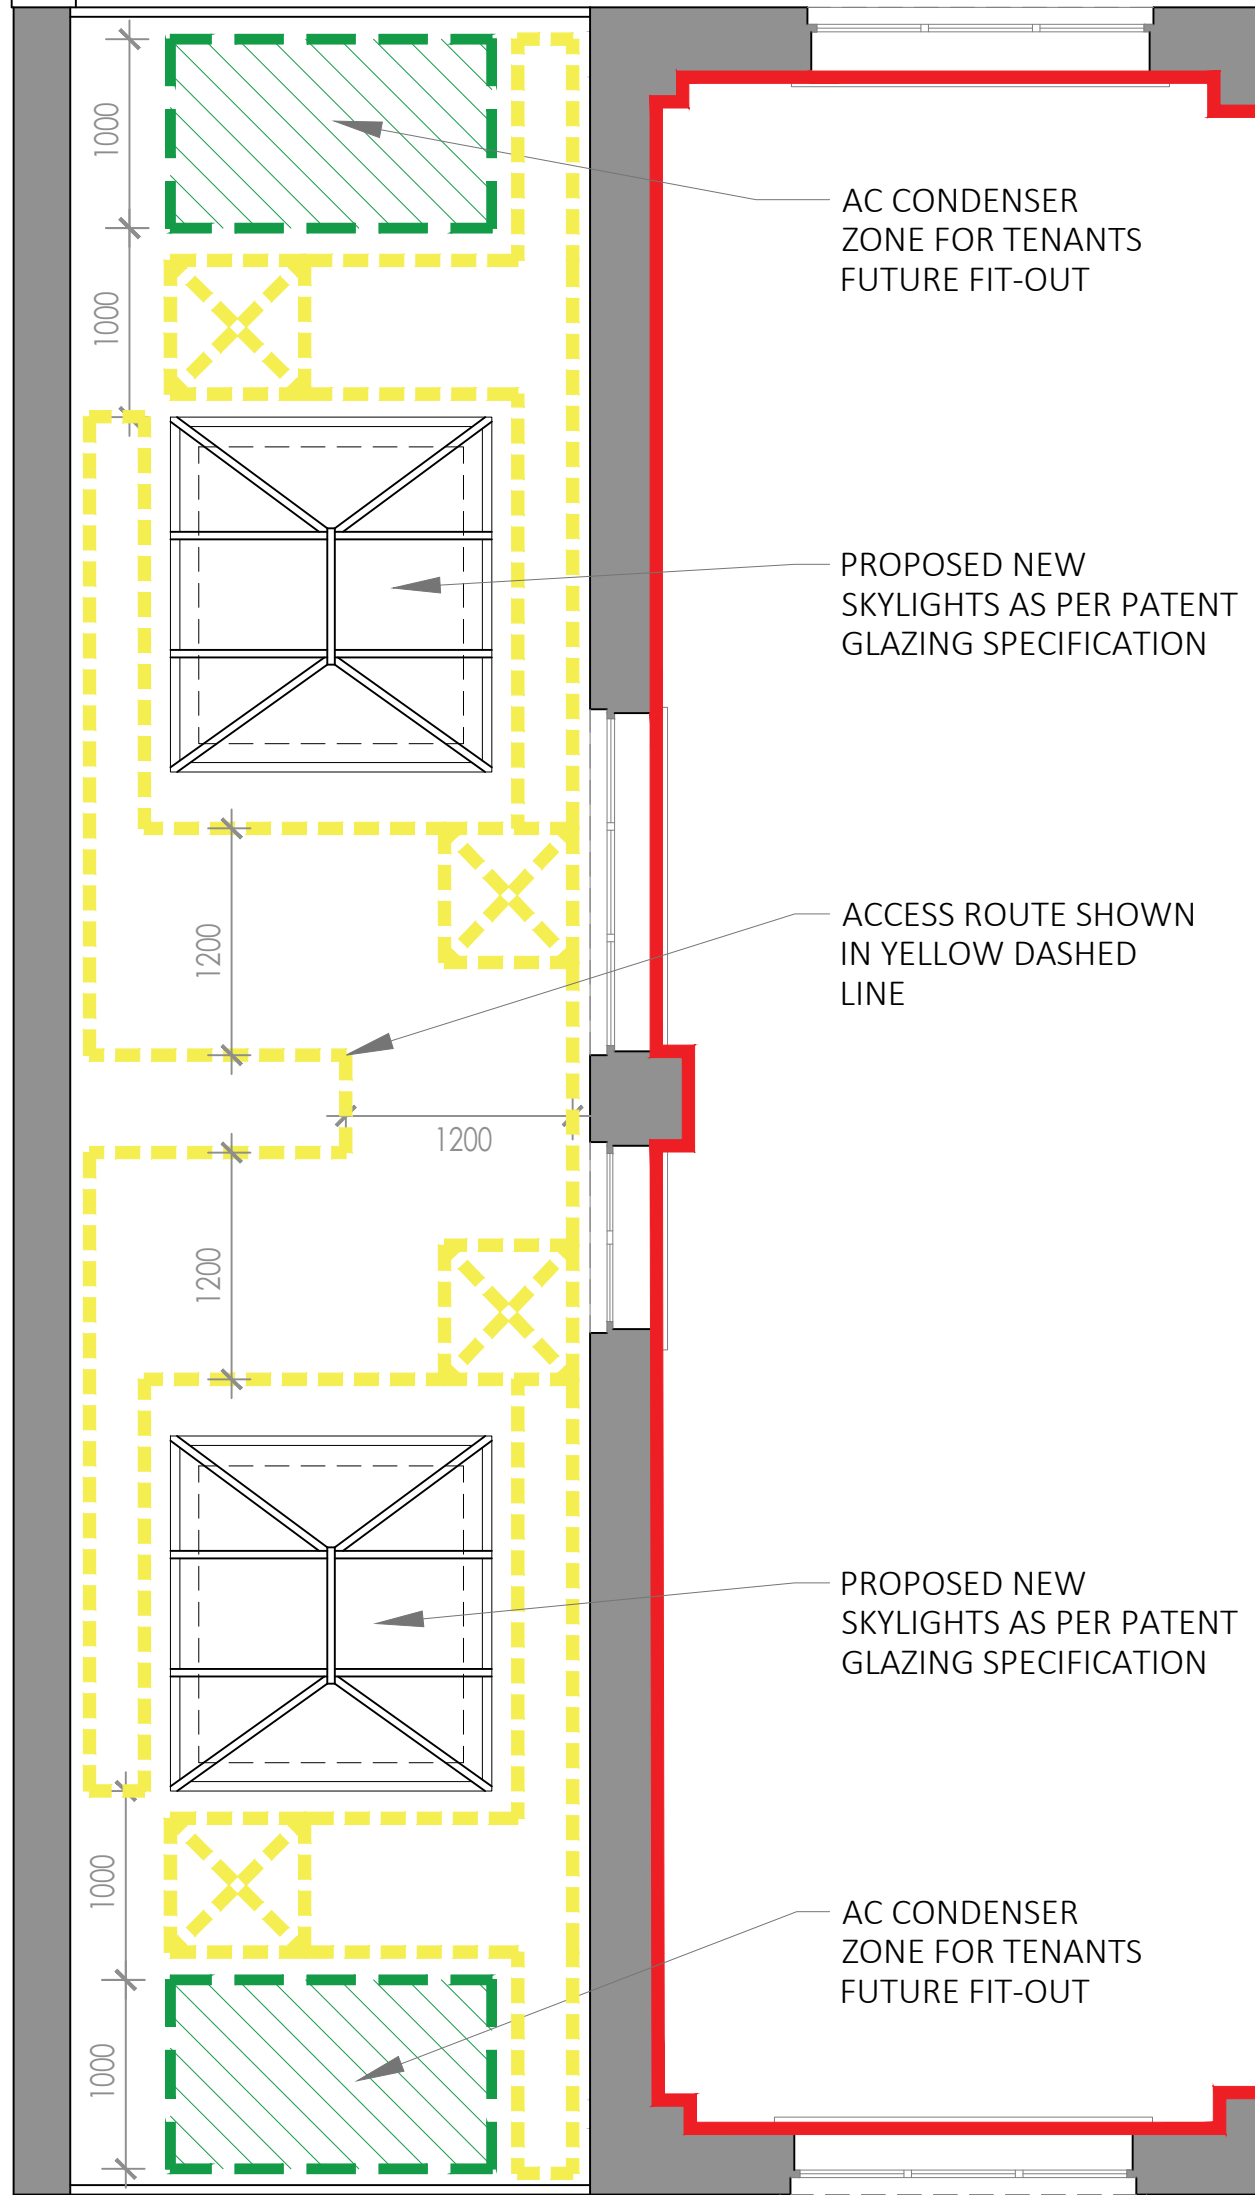 1000
AC CONDENSER
ZONE FOR TENANTS
FUTURE FIT-OUT
1000
PROPOSED NEW
SKYLIGHTS AS PER PATENT
GLAZING SPECIFICATION
1200
ACCESS ROUTE SHOWN
IN YELLOW DASHED
LINE
1200
1200
PROPOSED NEW
SKYLIGHTS AS PER PATENT
GLAZING SPECIFICATION
1000
AC CONDENSER
ZONE FOR TENANTS
FUTURE FIT-OUT
1000